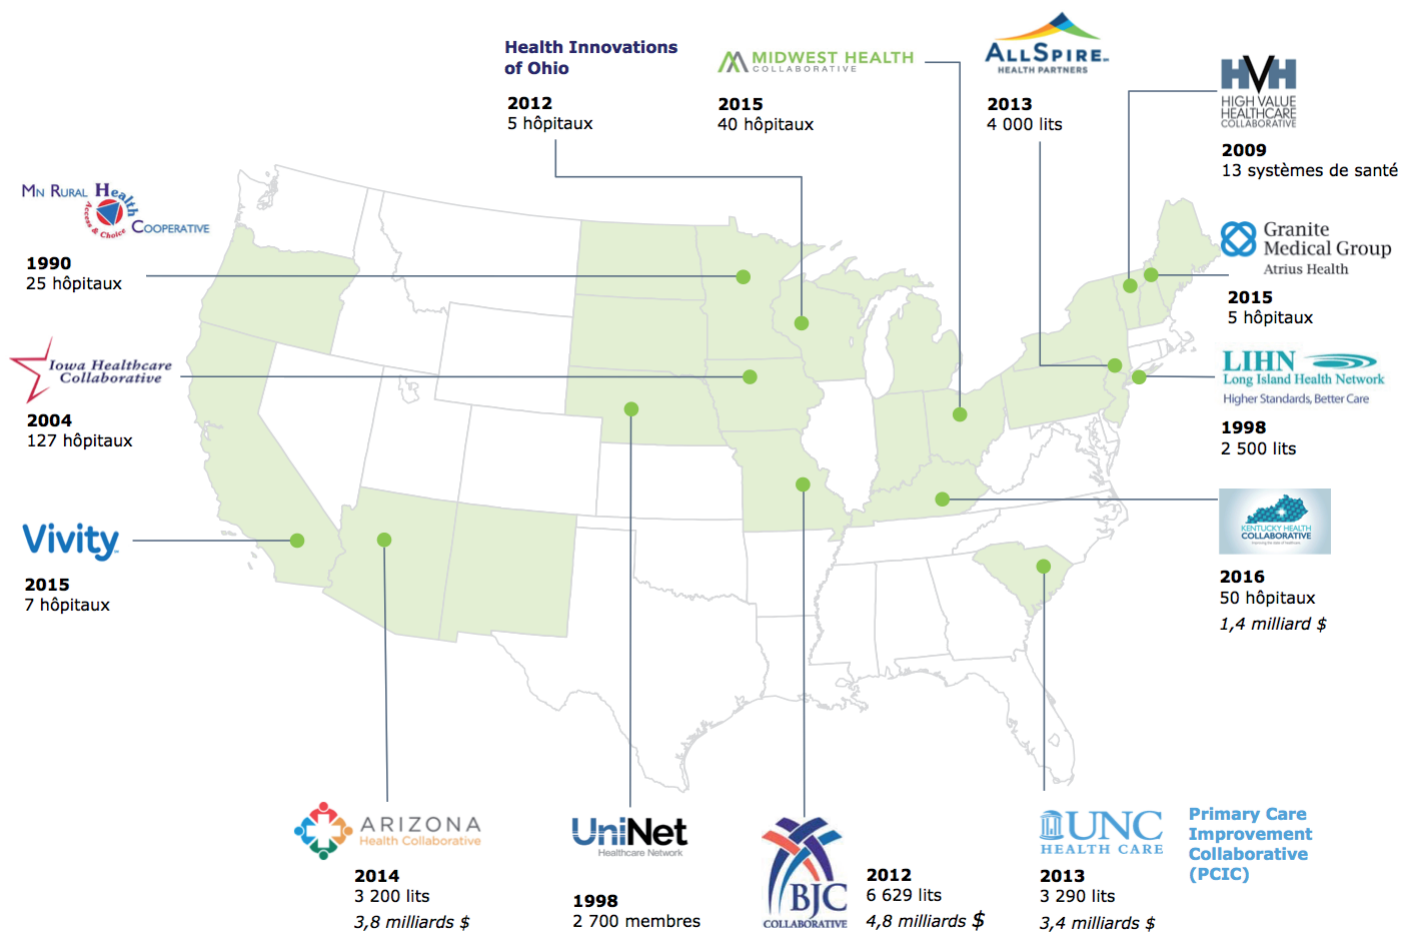 Health Innovations
of Ohio
2012
5 hôpitaux
MIDWEST HEALTH
COLLABORATIVE
2015
40 hôpitaux
ALLSPIRE
HEALTH PARTNERS
2013
4 000 lits
HVH
HIGH VALUE
HEALTHCARE
COLLABORATIVE
2009
13 systèmes de santé
MN RURAL Health
Access & Choice
COOPERATIVE
1990
25 hôpitaux
Granite
Medical Group
Atrius Health
2015
5 hôpitaux
Iowa Healthcare
Collaborative
2004
127 hôpitaux
LIHN
Long Island Health Network
Higher Standards, Better Care
1998
2 500 lits
Vivity
2015
7 hôpitaux
KENTUCKY HEALTH
COLLABORATIVE
2016
50 hôpitaux
1,4 milliard $
ARIZONA
Health Collaborative
2014
3 200 lits
3,8 milliards $
UniNet
Healthcare Network
1998
2 700 membres
BJC
COLLABORATIVE
2012
6 629 lits
4,8 milliards $
UNC
HEALTH CARE
2013
3 290 lits
3,4 milliards $
Primary Care
Improvement
Collaborative
(PCIC)